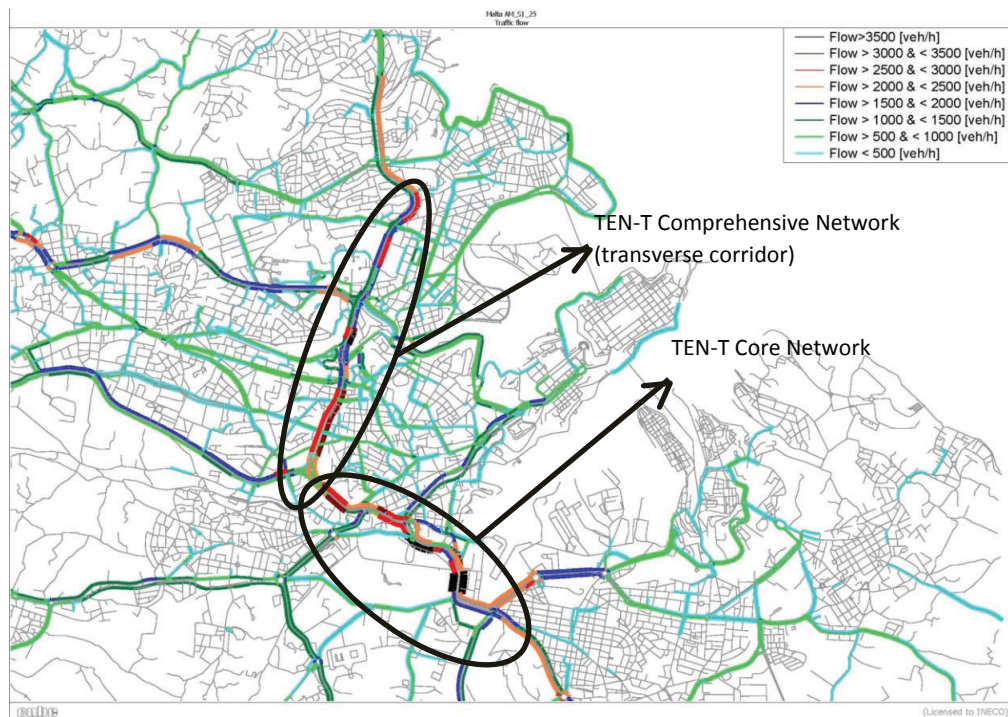 Malta AM_S1_25
Traffic flow
Flow>3500 [veh/h]
Flow > 3000 & < 3500 [veh/h]
Flow > 2500 & < 3000 [veh/h]
Flow > 2000 & < 2500 [veh/h]
Flow > 1500 & < 2000 [veh/h]
Flow > 1000 & < 1500 [veh/h]
Flow > 500 & < 1000 [veh/h]
Flow < 500 [veh/h]
TEN-T Comprehensive Network
(transverse corridor)
TEN-T Core Network
cube
(Licensed to INECO)